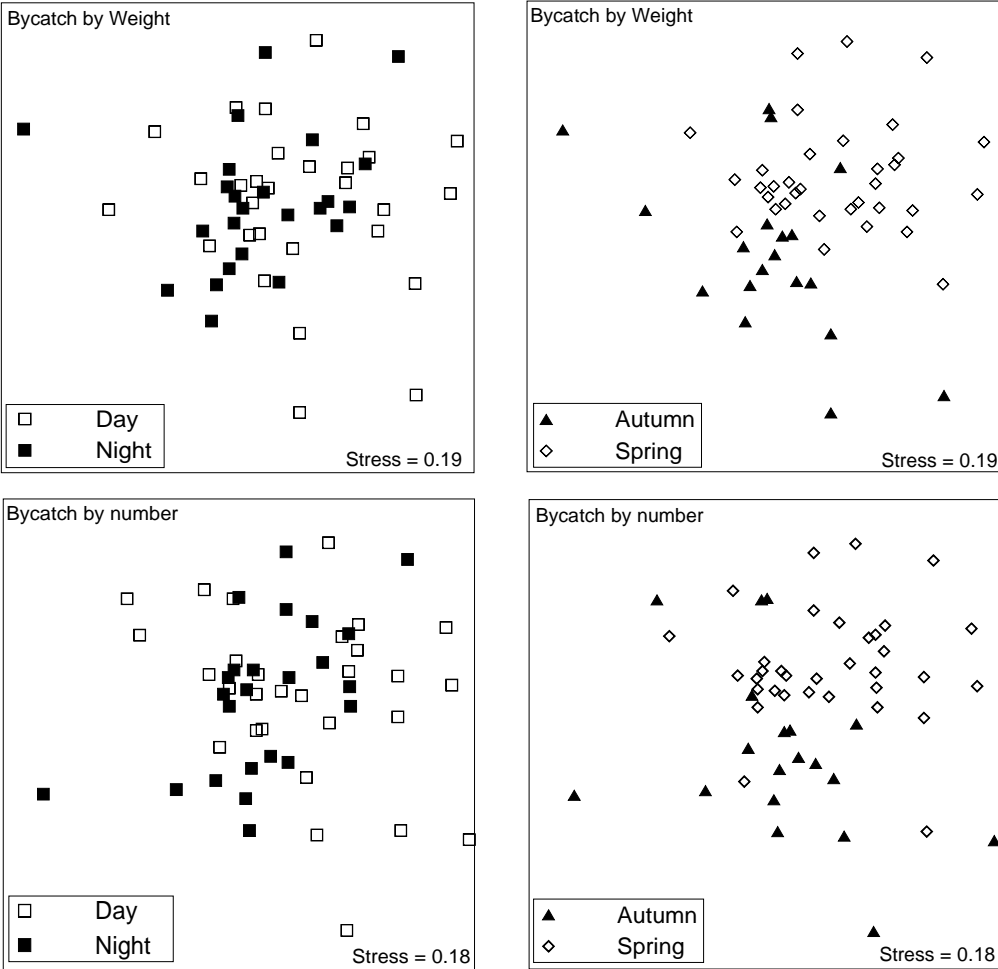 Bycatch by Weight
Day
Night
Stress = 0.19
Bycatch by Weight
Autumn
Spring
Stress = 0.19
Bycatch by number
Day
Night
Stress = 0.18
Bycatch by number
Autumn
Spring
Stress = 0.18